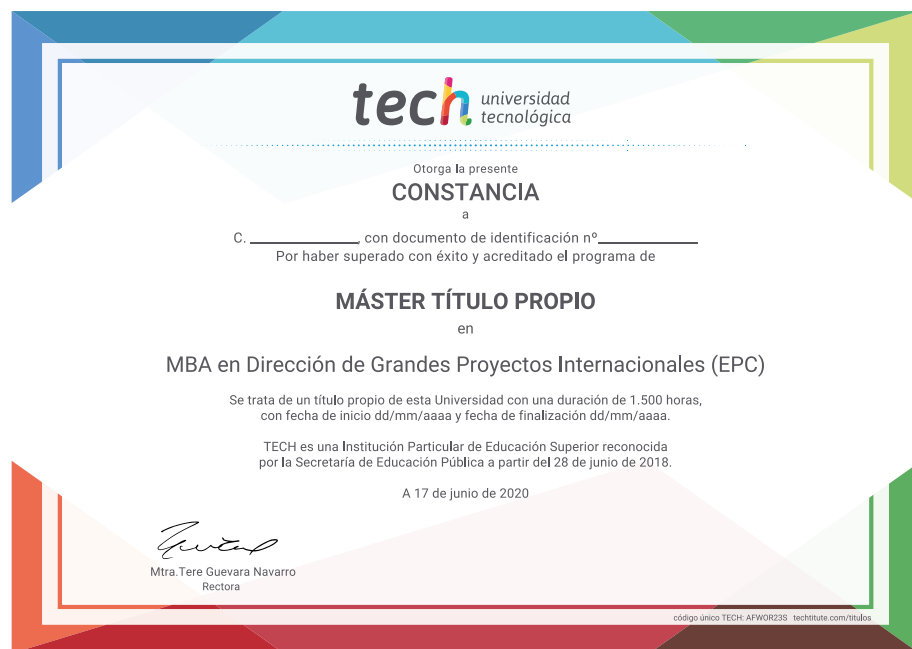 tech universidad
tecnológica
Otorga la presente
CONSTANCIA
a
C. ______________, con documento de identificación nº______________
Por haber superado con éxito y acreditado el programa de
MÁSTER TÍTULO PROPIO
en
MBA en Dirección de Grandes Proyectos Internacionales (EPC)
Se trata de un título propio de esta Universidad con una duración de 1.500 horas,
con fecha de inicio dd/mm/aaaa y fecha de finalización dd/mm/aaaa.
TECH es una Institución Particular de Educación Superior reconocida
por la Secretaría de Educación Pública a partir del 28 de junio de 2018.
A 17 de junio de 2020
Mtra.Tere Guevara Navarro
Rectora
código único TECH: AFWOR23S techtitute.com/titulos